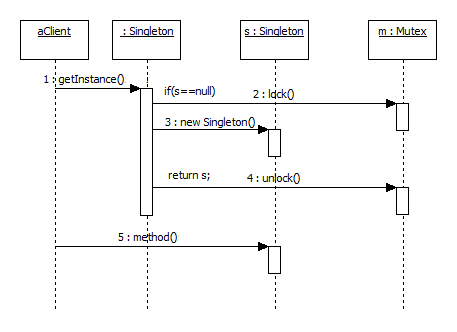 aClient
: Singleton
s : Singleton
m : Mutex
1 : getInstance()
if(s==null)
2 : lock()
3 : new Singleton()
return s;
4 : unlock()
5 : method()